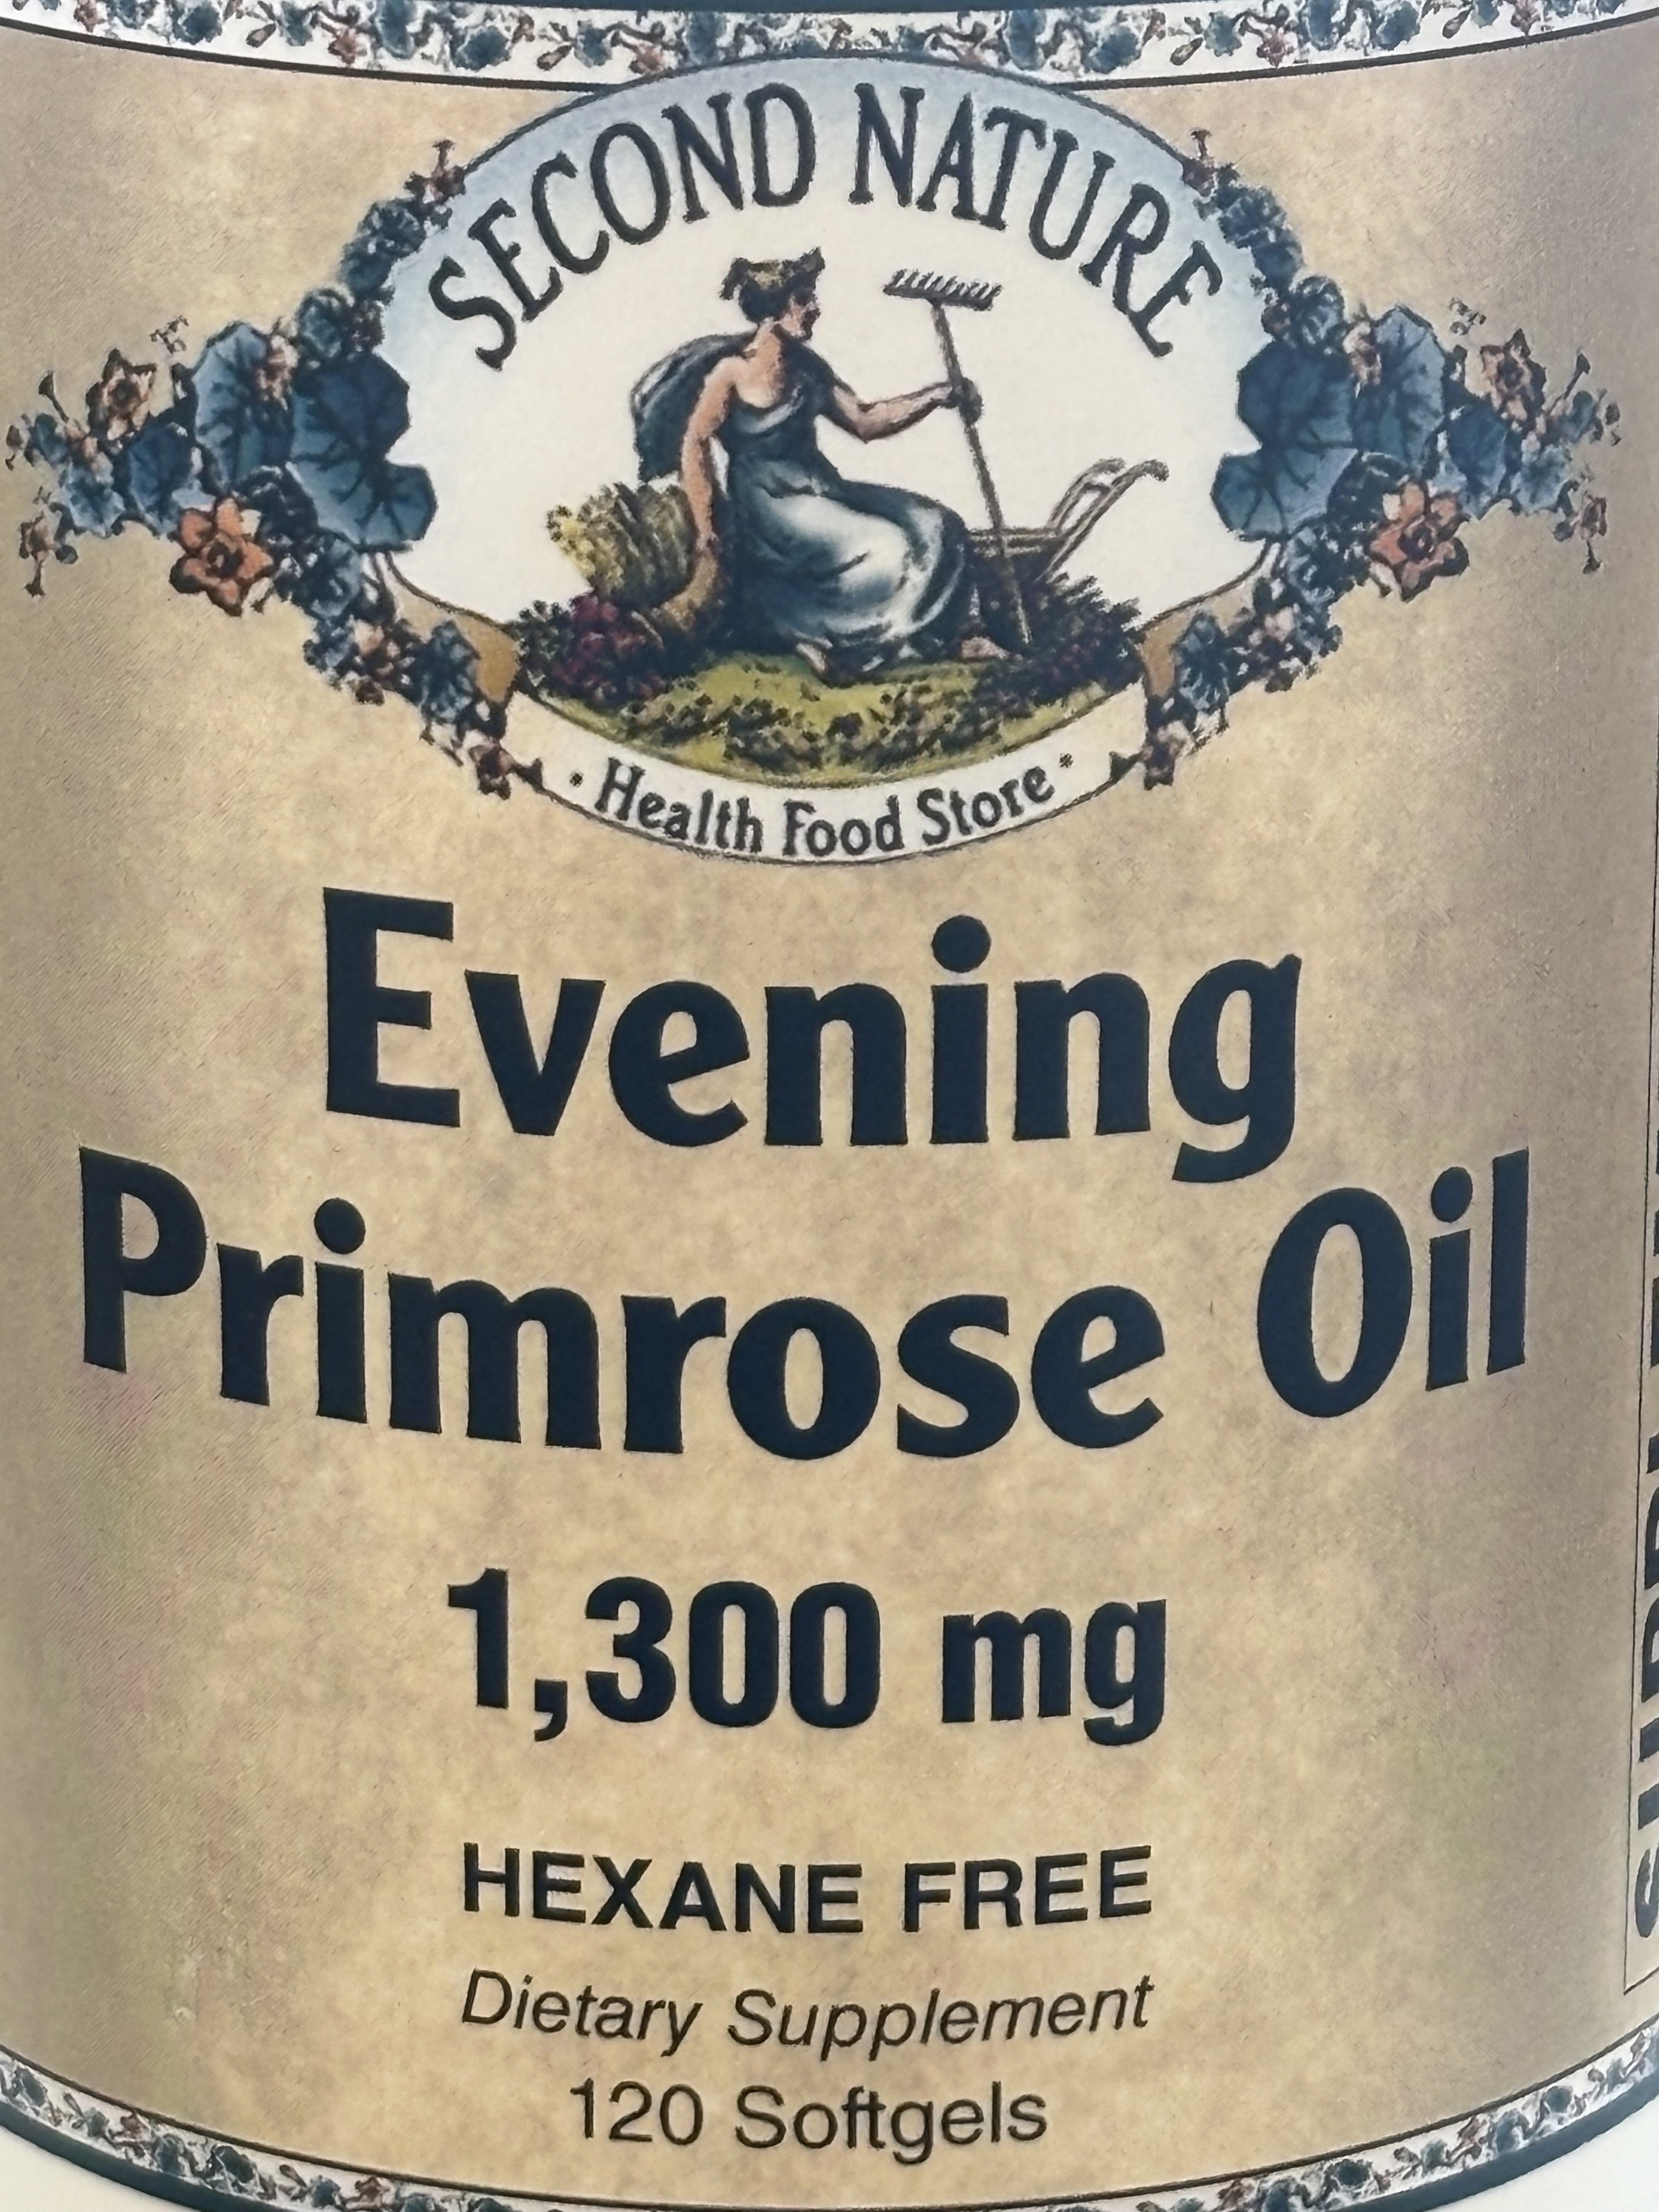 SECOND NATURE
· Health Food Store ·
Evening
Primrose Oil
1,300 mg
HEXANE FREE
Dietary Supplement
120 Softgels